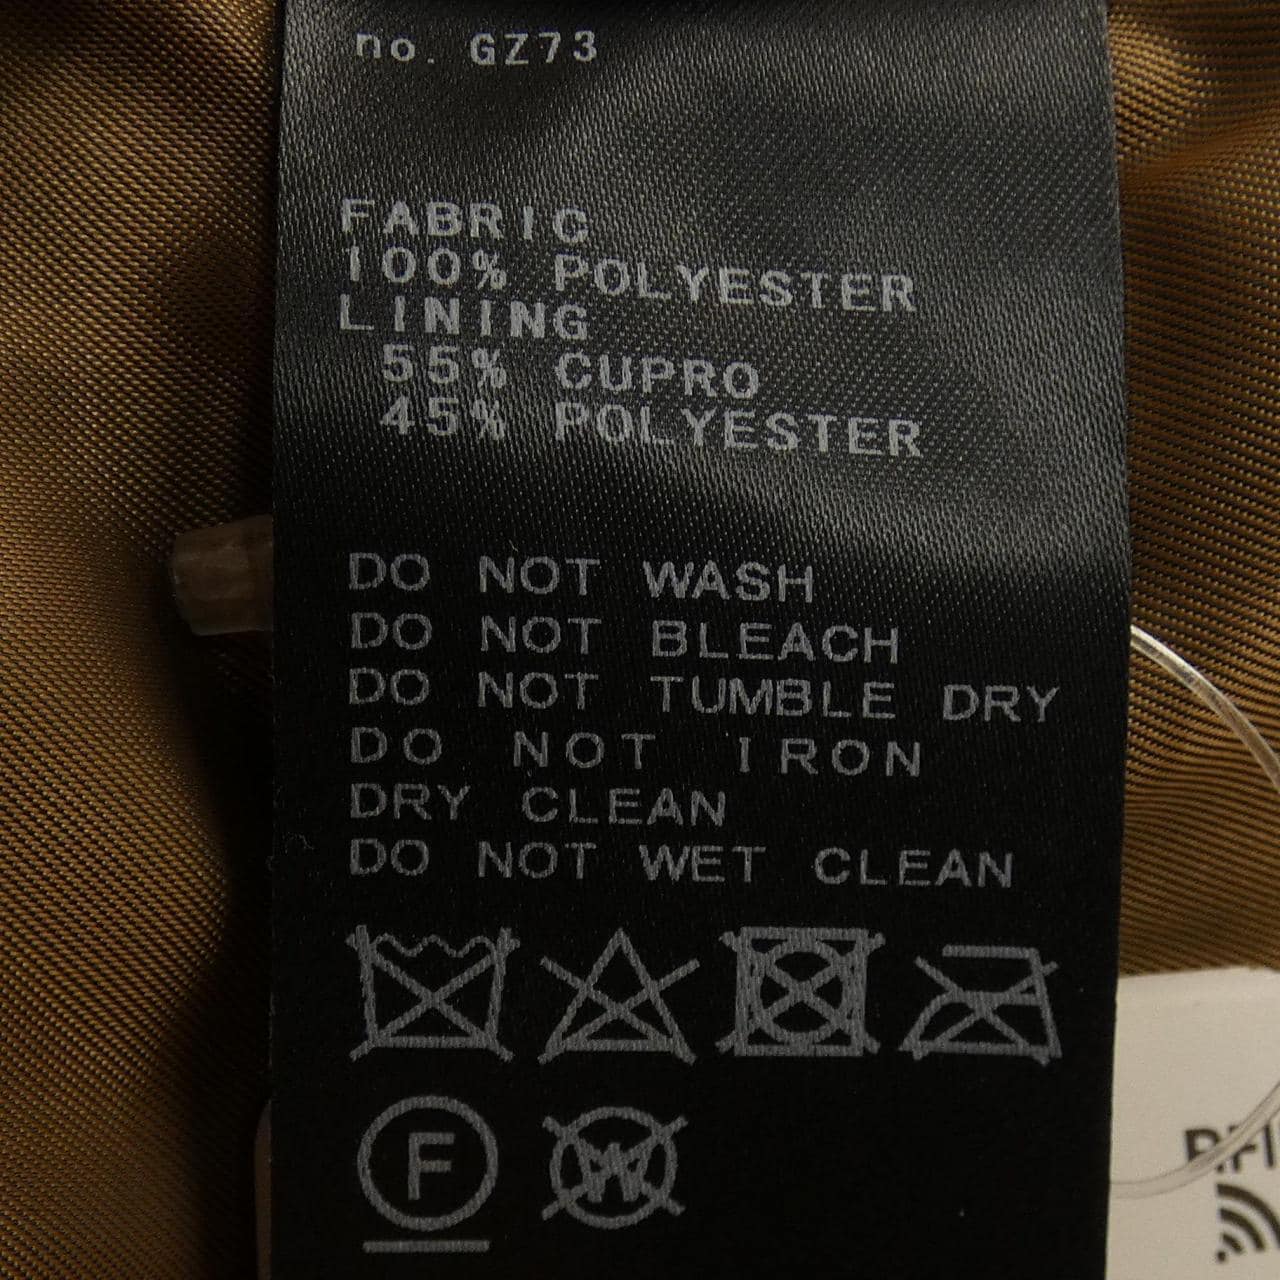 no. GZ73
FABRIC
100% POLYESTER
LINING
55% CUPRO
45% POLYESTER
DO NOT WASH
DO NOT BLEACH
DO NOT TUMBLE DRY
DO NOT IRON
DRY CLEAN
DO NOT WET CLEAN
F
W